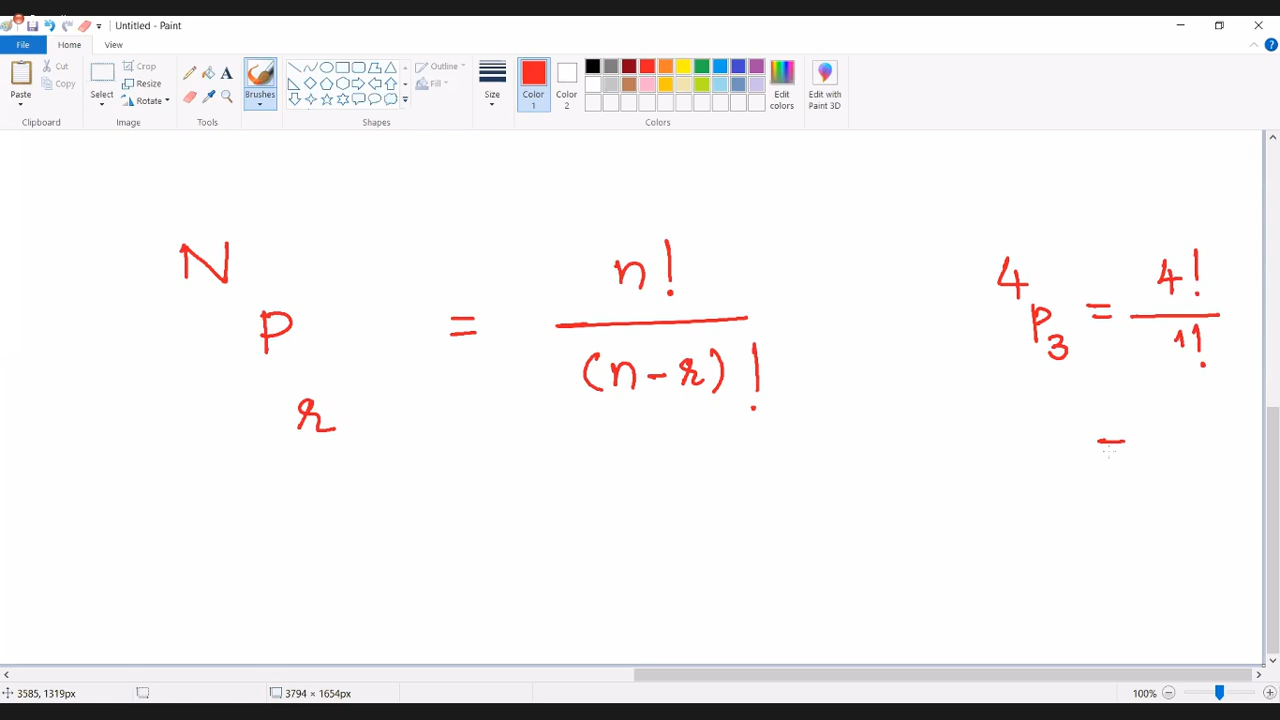 Untitled - Paint
File Home View
Paste Cut Copy Clipboard
Select Crop Resize Rotate Image
Tools
Brushes
Outline Fill Shapes
Size
Color 1 Color 2 Edit colors Colors
Edit with Paint 3D
N P r = n! / (n-r)!
4 P 3 = 4! / 1!
=
3585, 1319px 3794 × 1654px 100%